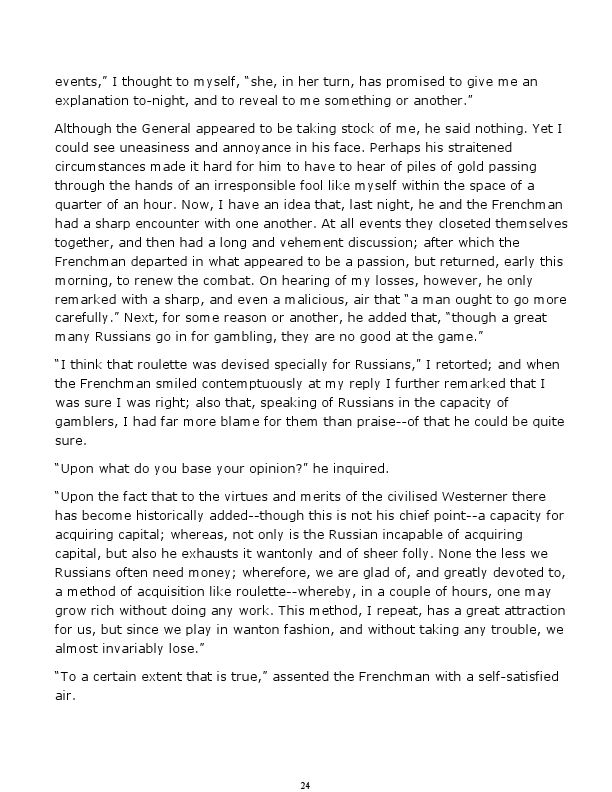 events,” I thought to myself, “she, in her turn, has promised to give me an
explanation to-night, and to reveal to me something or another.”
Although the General appeared to be taking stock of me, he said nothing. Yet I
could see uneasiness and annoyance in his face. Perhaps his straitened
circumstances made it hard for him to have to hear of piles of gold passing
through the hands of an irresponsible fool like myself within the space of a
quarter of an hour. Now, I have an idea that, last night, he and the Frenchman
had a sharp encounter with one another. At all events they closeted themselves
together, and then had a long and vehement discussion; after which the
Frenchman departed in what appeared to be a passion, but returned, early this
morning, to renew the combat. On hearing of my losses, however, he only
remarked with a sharp, and even a malicious, air that “a man ought to go more
carefully.” Next, for some reason or another, he added that, “though a great
many Russians go in for gambling, they are no good at the game.”
“I think that roulette was devised specially for Russians,” I retorted; and when
the Frenchman smiled contemptuously at my reply I further remarked that I
was sure I was right; also that, speaking of Russians in the capacity of
gamblers, I had far more blame for them than praise--of that he could be quite
sure.
“Upon what do you base your opinion?” he inquired.
“Upon the fact that to the virtues and merits of the civilised Westerner there
has become historically added--though this is not his chief point--a capacity for
acquiring capital; whereas, not only is the Russian incapable of acquiring
capital, but also he exhausts it wantonly and of sheer folly. None the less we
Russians often need money; wherefore, we are glad of, and greatly devoted to,
a method of acquisition like roulette--whereby, in a couple of hours, one may
grow rich without doing any work. This method, I repeat, has a great attraction
for us, but since we play in wanton fashion, and without taking any trouble, we
almost invariably lose.”
“To a certain extent that is true,” assented the Frenchman with a self-satisfied
air.
24